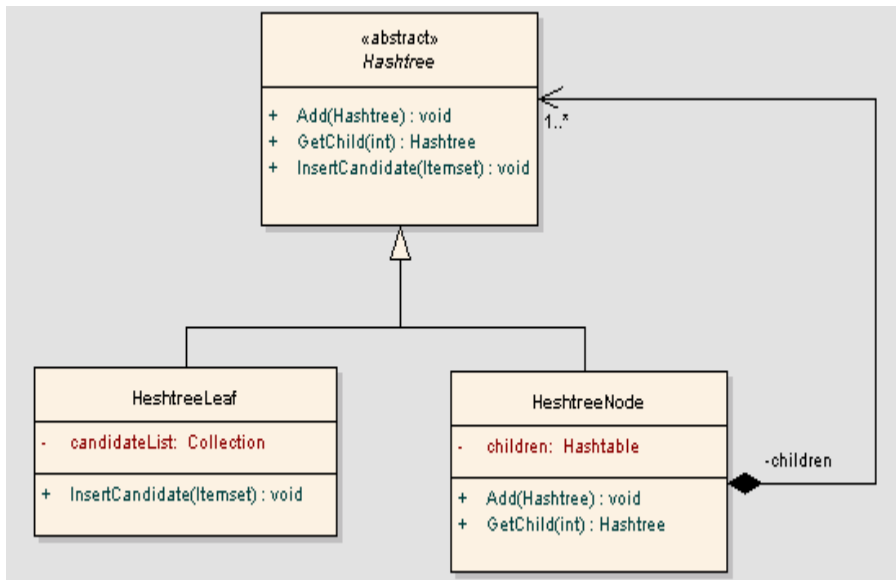 «abstract»
Hashtree
+ Add(Hashtree) : void
+ GetChild(int) : Hashtree
+ InsertCandidate(Itemset) : void
1..*
HeshtreeLeaf
- candidateList: Collection
+ InsertCandidate(Itemset) : void
HeshtreeNode
- children: Hashtable
+ Add(Hashtree) : void
+ GetChild(int) : Hashtree
-children